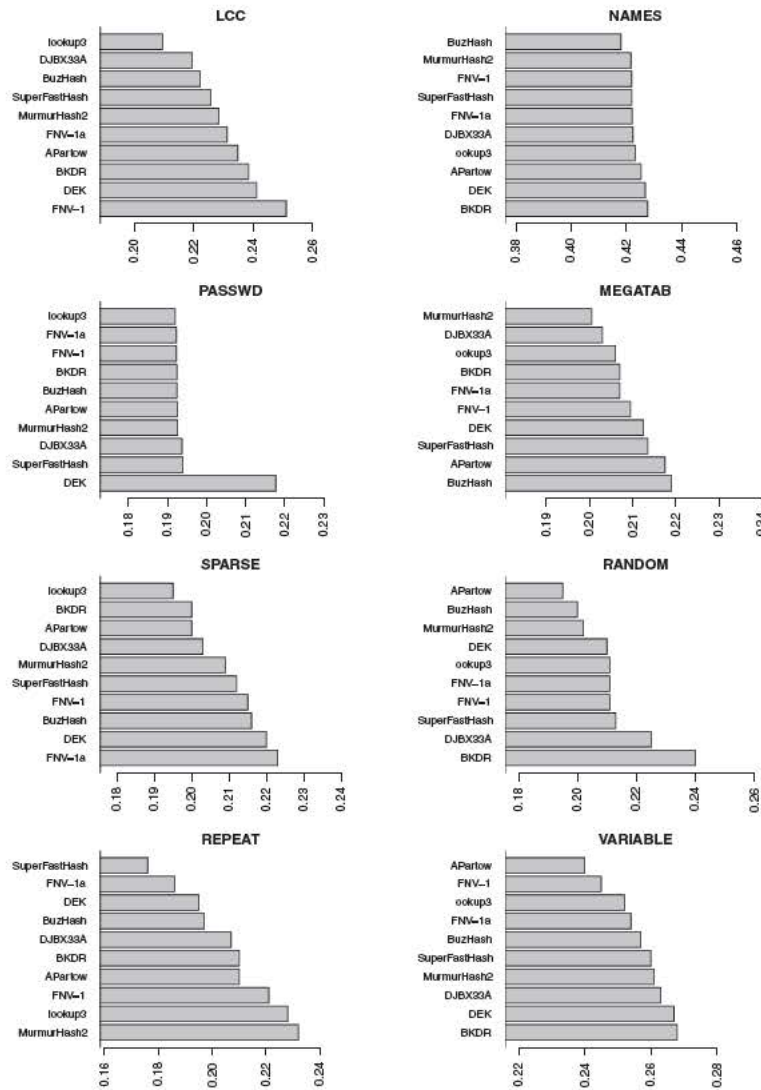 LCC
lookup3
DJBX33A
BuzHash
SuperFastHash
MurmurHash2
FNV-1a
APartow
BKDR
DEK
FNV-1
0.20
0.22
0.24
0.26
NAMES
BuzHash
MurmurHash2
FNV-1
SuperFastHash
FNV-1a
DJBX33A
ookup3
APartow
DEK
BKDR
0.38
0.40
0.42
0.44
0.46
PASSWD
lookup3
FNV-1a
FNV-1
BKDR
BuzHash
APartow
MurmurHash2
DJBX33A
SuperFastHash
DEK
0.18
0.19
0.20
0.21
0.22
0.23
MEGATAB
MurmurHash2
DJBX33A
ookup3
BKDR
FNV-1a
FNV-1
DEK
SuperFastHash
APartow
BuzHash
0.19
0.20
0.21
0.22
0.23
0.24
SPARSE
lookup3
BKDR
APartow
DJBX33A
MurmurHash2
SuperFastHash
FNV-1
BuzHash
DEK
FNV-1a
0.18
0.19
0.20
0.21
0.22
0.23
0.24
RANDOM
APartow
BuzHash
MurmurHash2
DEK
ookup3
FNV-1a
FNV-1
SuperFastHash
DJBX33A
BKDR
0.18
0.20
0.22
0.24
0.26
REPEAT
SuperFastHash
FNV-1a
DEK
BuzHash
DJBX33A
BKDR
APartow
FNV-1
lookup3
MurmurHash2
0.16
0.18
0.20
0.22
0.24
VARIABLE
APartow
FNV-1
ookup3
FNV-1a
BuzHash
SuperFastHash
MurmurHash2
DJBX33A
DEK
BKDR
0.22
0.24
0.26
0.28